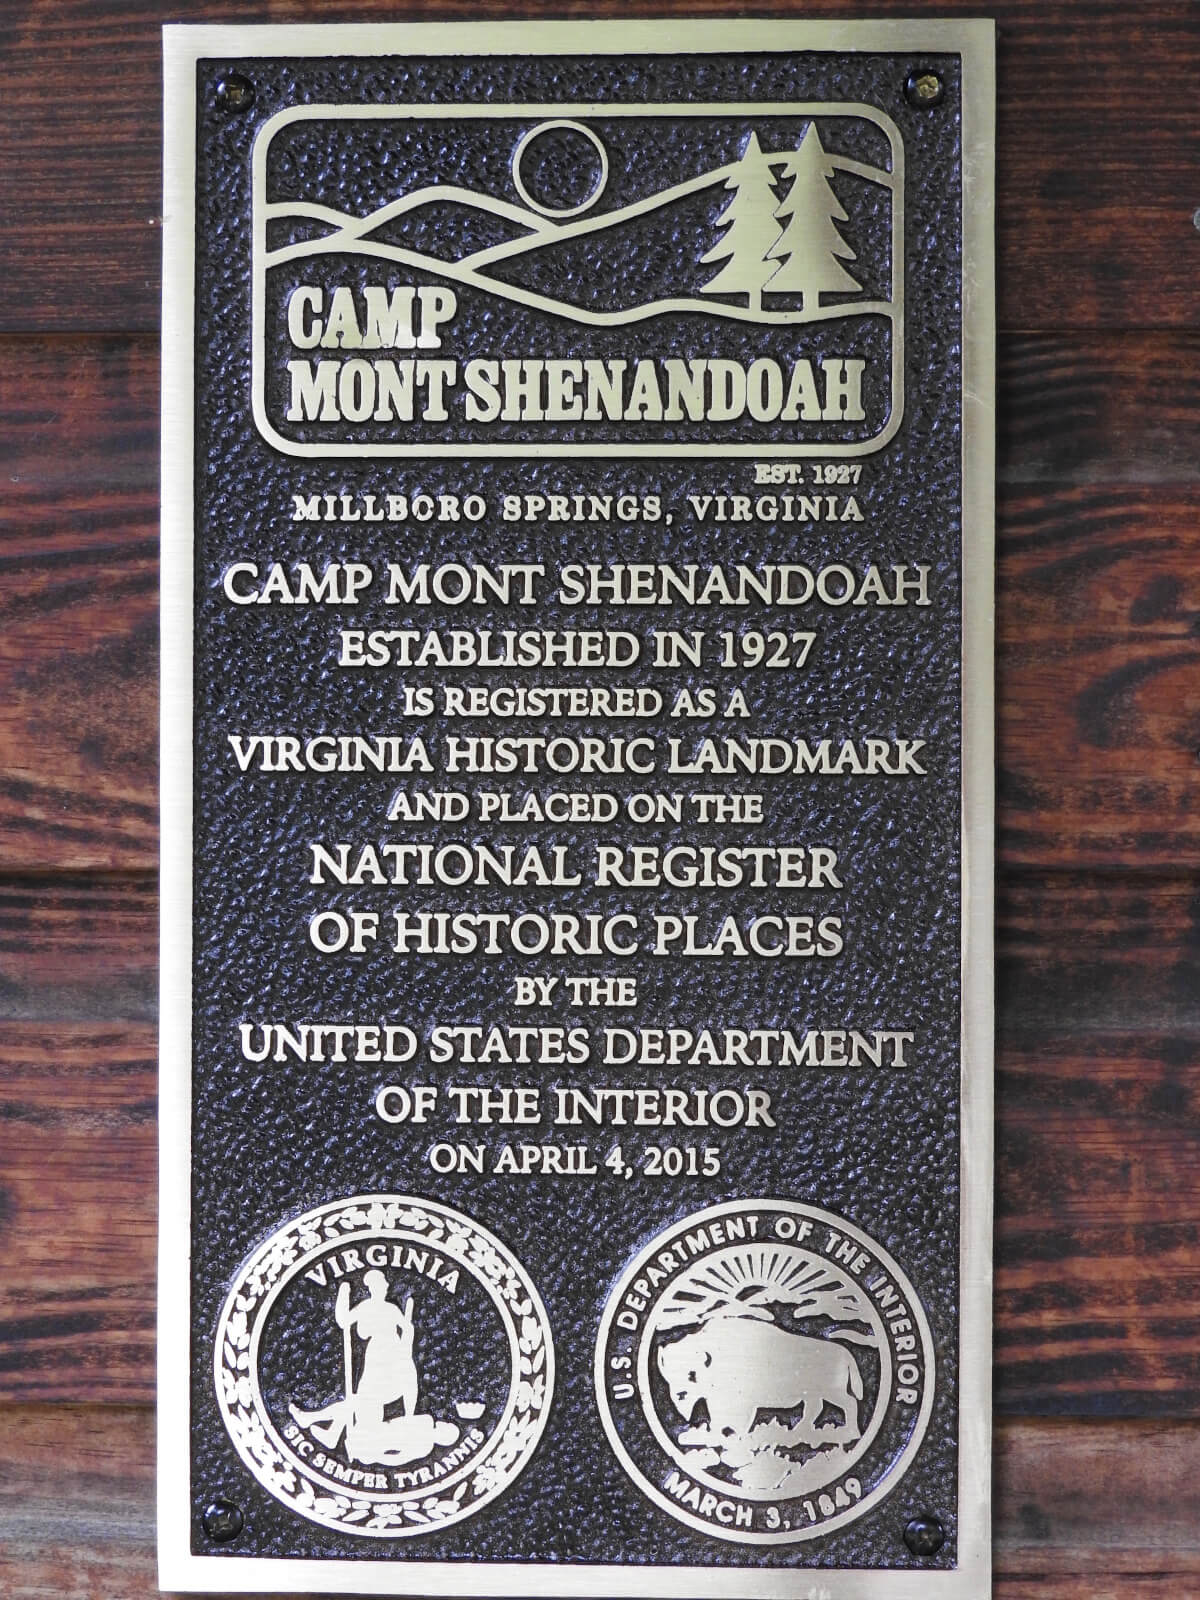 CAMP
MONT SHENANDOAH
EST. 1927
MILLBORO SPRINGS, VIRGINIA
CAMP MONT SHENANDOAH
ESTABLISHED IN 1927
IS REGISTERED AS A
VIRGINIA HISTORIC LANDMARK
AND PLACED ON THE
NATIONAL REGISTER
OF HISTORIC PLACES
BY THE
UNITED STATES DEPARTMENT
OF THE INTERIOR
ON APRIL 4, 2015
VIRGINIA
SIC SEMPER TYRANNIS
U.S. DEPARTMENT OF THE INTERIOR
MARCH 3, 1849